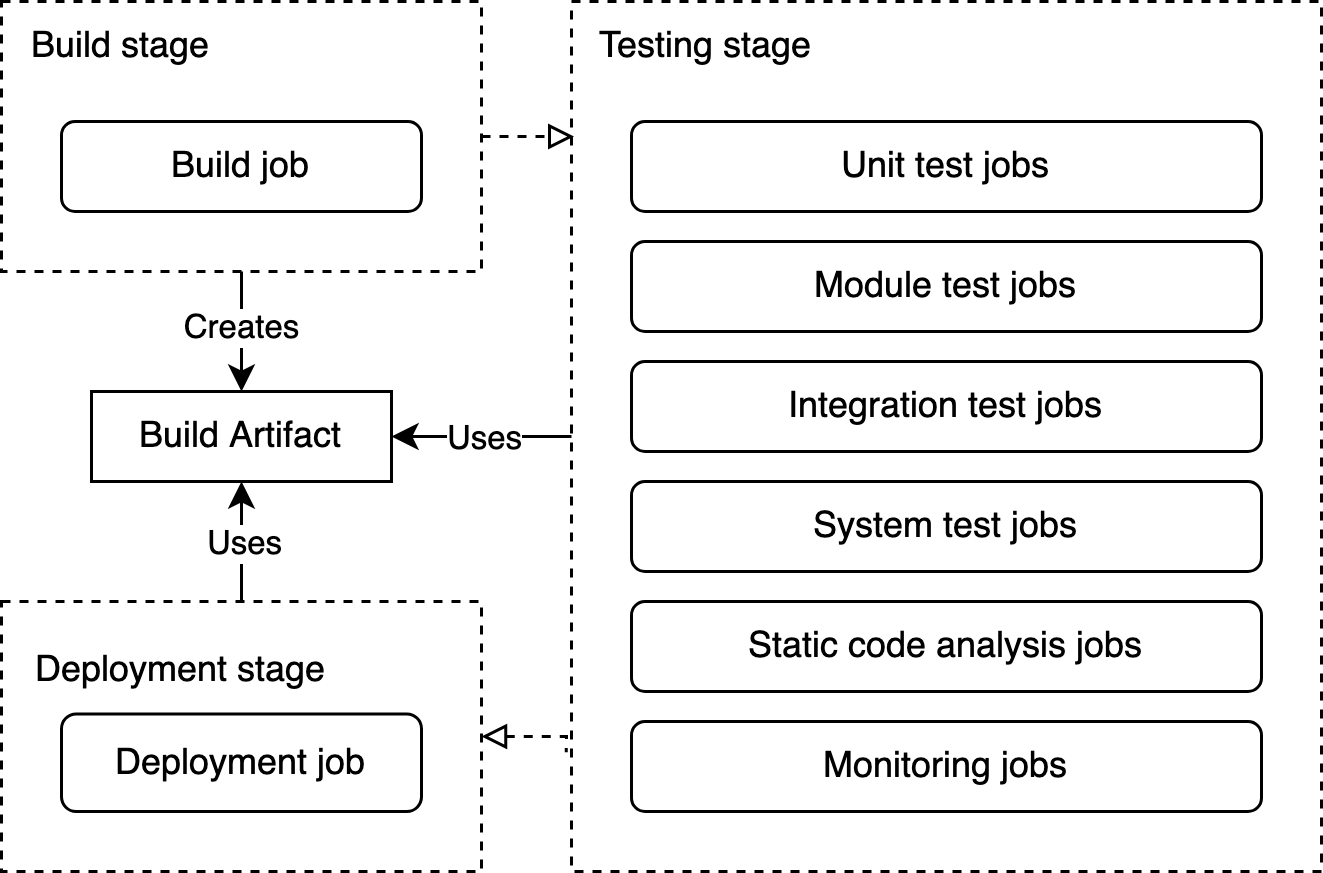 Build stage
Build job
Creates
Build Artifact
Uses
Uses
Deployment stage
Deployment job
Testing stage
Unit test jobs
Module test jobs
Integration test jobs
System test jobs
Static code analysis jobs
Monitoring jobs